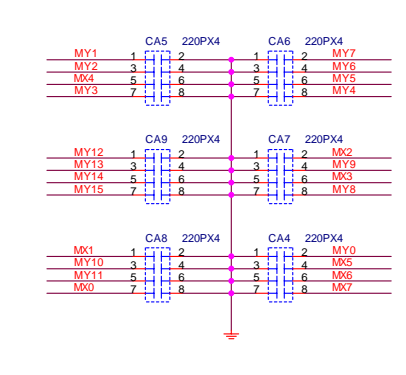 CA5 220PX4 CA6 220PX4
MY1 1 2 1 2 MY7
MY2 3 4 3 4 MY6
MX4 5 6 5 6 MY5
MY3 7 8 7 8 MY4
CA9 220PX4 CA7 220PX4
MY12 1 2 1 2 MX2
MY13 3 4 3 4 MY9
MY14 5 6 5 6 MX3
MY15 7 8 7 8 MY8
CA8 220PX4 CA4 220PX4
MX1 1 2 1 2 MY0
MY10 3 4 3 4 MX5
MY11 5 6 5 6 MX6
MX0 7 8 7 8 MX7